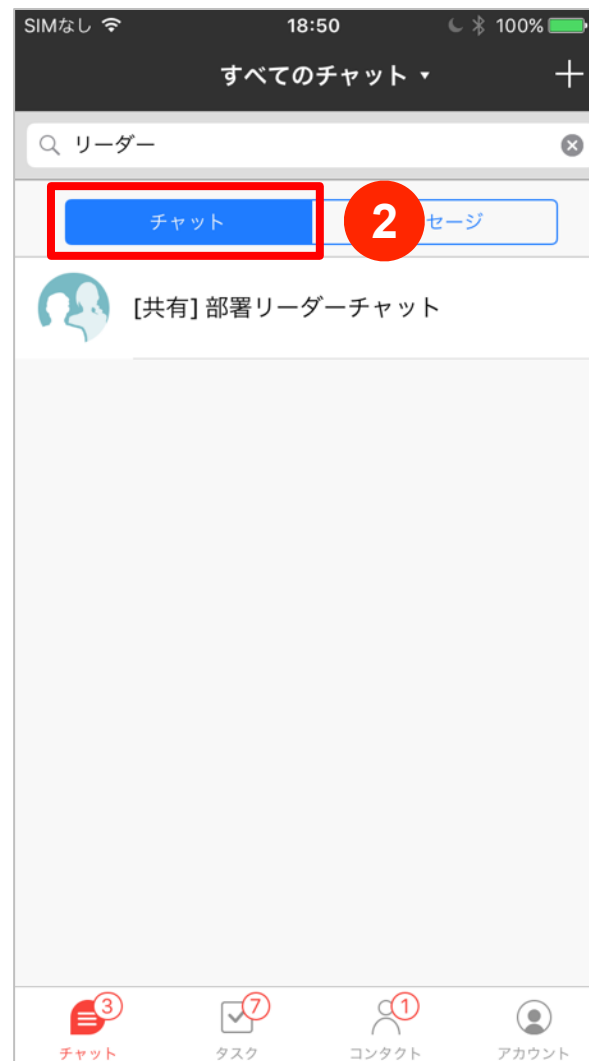 SIMなし 18:50 100%
すべてのチャット ▼
リーダー
チャット 2 セージ
[共有] 部署リーダーチャット
3 7 1
チャット タスク コンタクト アカウント